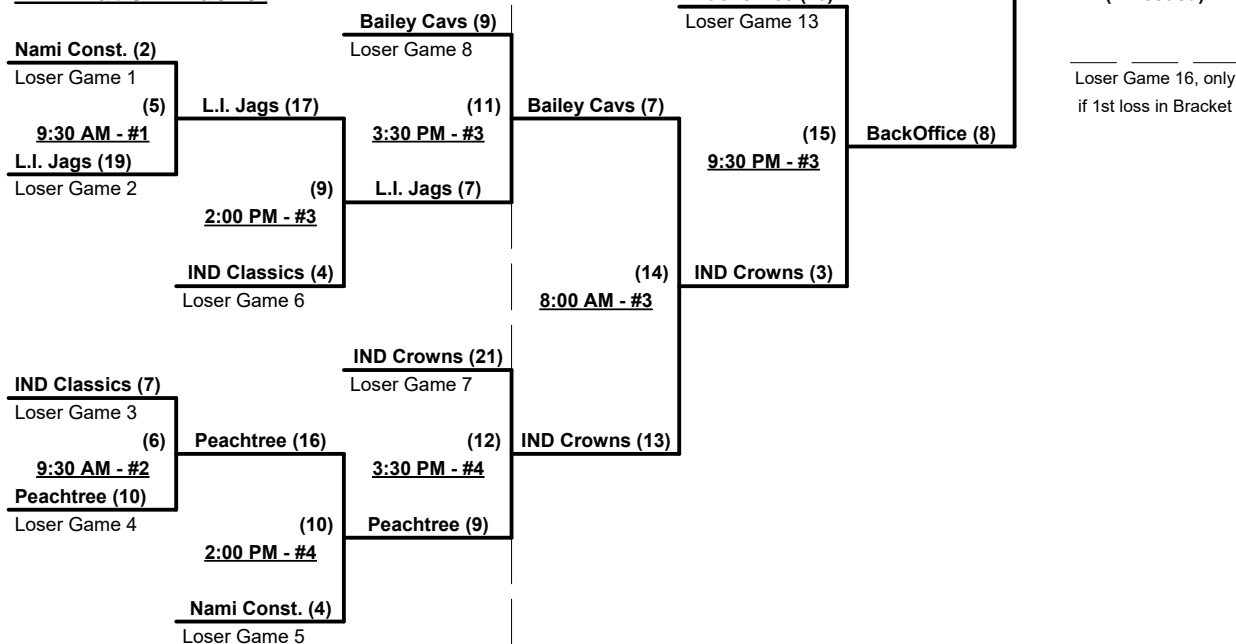 Bailey Cavs (9)
Loser Game 13
Nami Const. (2)
Loser Game 8
Loser Game 1
Loser Game 16, only
(5)
L.I. Jags (17)
(11)
Bailey Cavs (7)
if 1st loss in Bracket
9:30 AM - #1
3:30 PM - #3
(15)
BackOffice (8)
L.I. Jags (19)
9:30 PM - #3
Loser Game 2
(9)
L.I. Jags (7)
2:00 PM - #3
IND Classics (4)
(14)
IND Crowns (3)
Loser Game 6
8:00 AM - #3
IND Crowns (21)
IND Classics (7)
Loser Game 7
Loser Game 3
(6)
Peachtree (16)
(12)
IND Crowns (13)
9:30 AM - #2
3:30 PM - #4
Peachtree (10)
Loser Game 4
(10)
Peachtree (9)
2:00 PM - #4
Nami Const. (4)
Loser Game 5